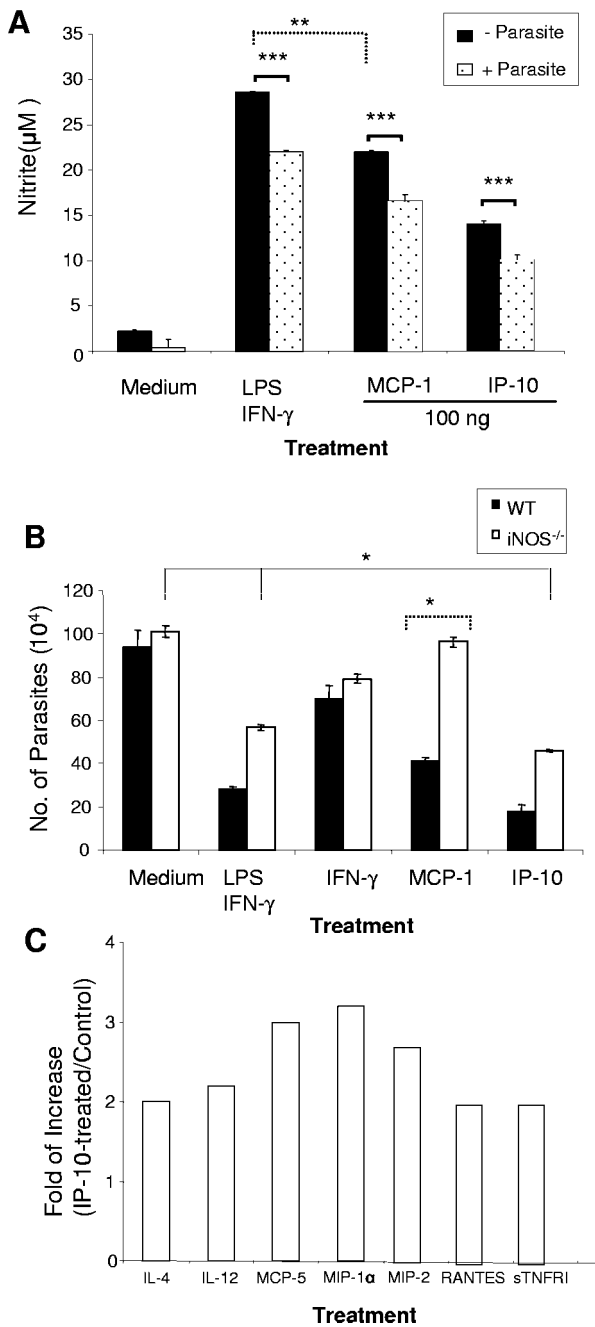 A
- Parasite
+ Parasite
**
***
***
***
Nitrite(µM )
35
30
25
20
15
10
5
0
Medium
LPS
IFN-γ
MCP-1
IP-10
100 ng
Treatment
B
WT
iNOS-/-
*
*
No. of Parasites (10⁴)
120
100
80
60
40
20
0
Medium
LPS
IFN-γ
IFN-γ
MCP-1
IP-10
Treatment
C
Fold of Increase
(IP-10-treated/Control)
4
3
2
1
0
IL-4
IL-12
MCP-5
MIP-1α
MIP-2
RANTES
sTNFRI
Treatment